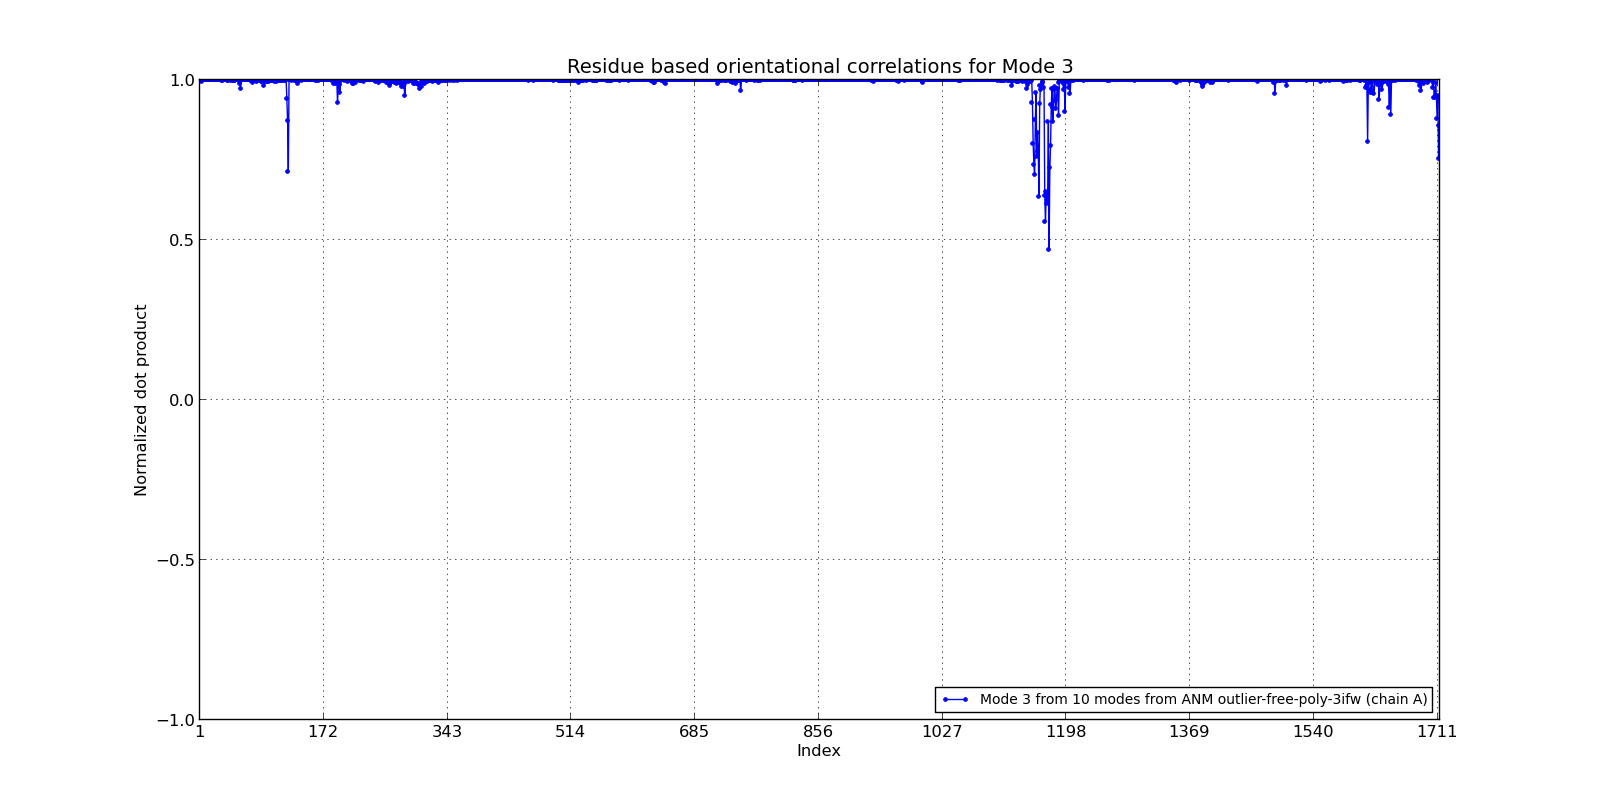 Residue based orientational correlations for Mode 3
1.0
0.5
0.0
−0.5
−1.0
Normalized dot product
Mode 3 from 10 modes from ANM outlier-free-poly-3ifw (chain A)
1 172 343 514 685 856 1027 1198 1369 1540 1711
Index